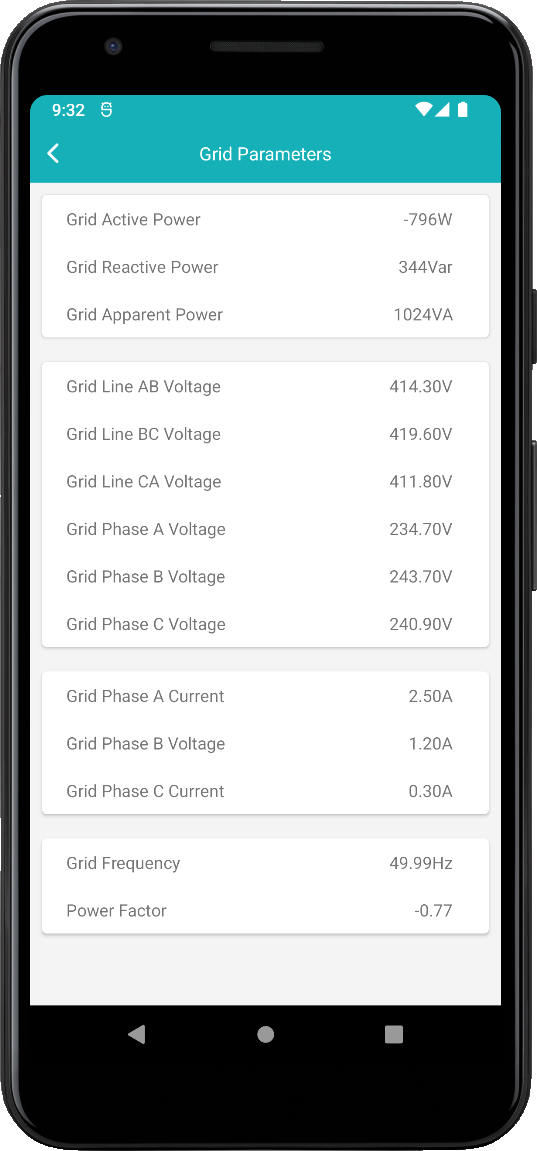 9:32
Grid Parameters
Grid Active Power -796W
Grid Reactive Power 344Var
Grid Apparent Power 1024VA
Grid Line AB Voltage 414.30V
Grid Line BC Voltage 419.60V
Grid Line CA Voltage 411.80V
Grid Phase A Voltage 234.70V
Grid Phase B Voltage 243.70V
Grid Phase C Voltage 240.90V
Grid Phase A Current 2.50A
Grid Phase B Voltage 1.20A
Grid Phase C Current 0.30A
Grid Frequency 49.99Hz
Power Factor -0.77